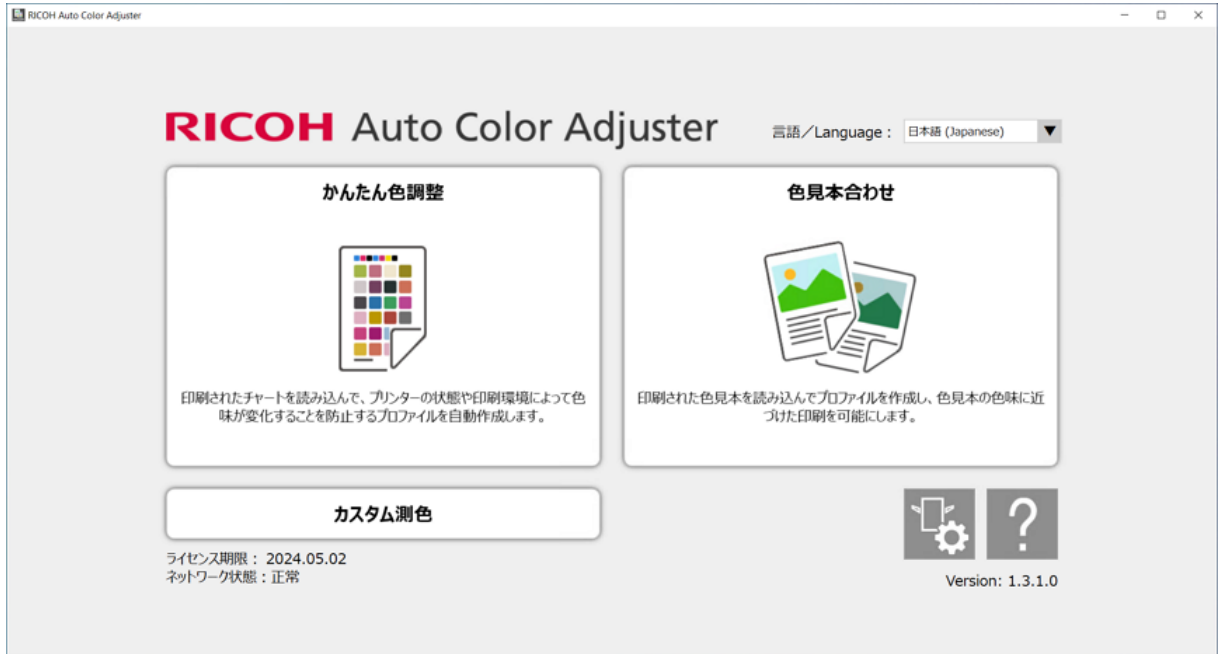 RICOH Auto Color Adjuster
RICOH Auto Color Adjuster
言語／Language : 日本語 (Japanese)
かんたん色調整
印刷されたチャートを読み込んで、プリンターの状態や印刷環境によって色
味が変化することを防止するプロファイルを自動作成します。
色見本合わせ
印刷された色見本を読み込んでプロファイルを作成し、色見本の色味に近
づけた印刷を可能にします。
カスタム測色
ライセンス期限 : 2024.05.02
ネットワーク状態 : 正常
?
Version: 1.3.1.0